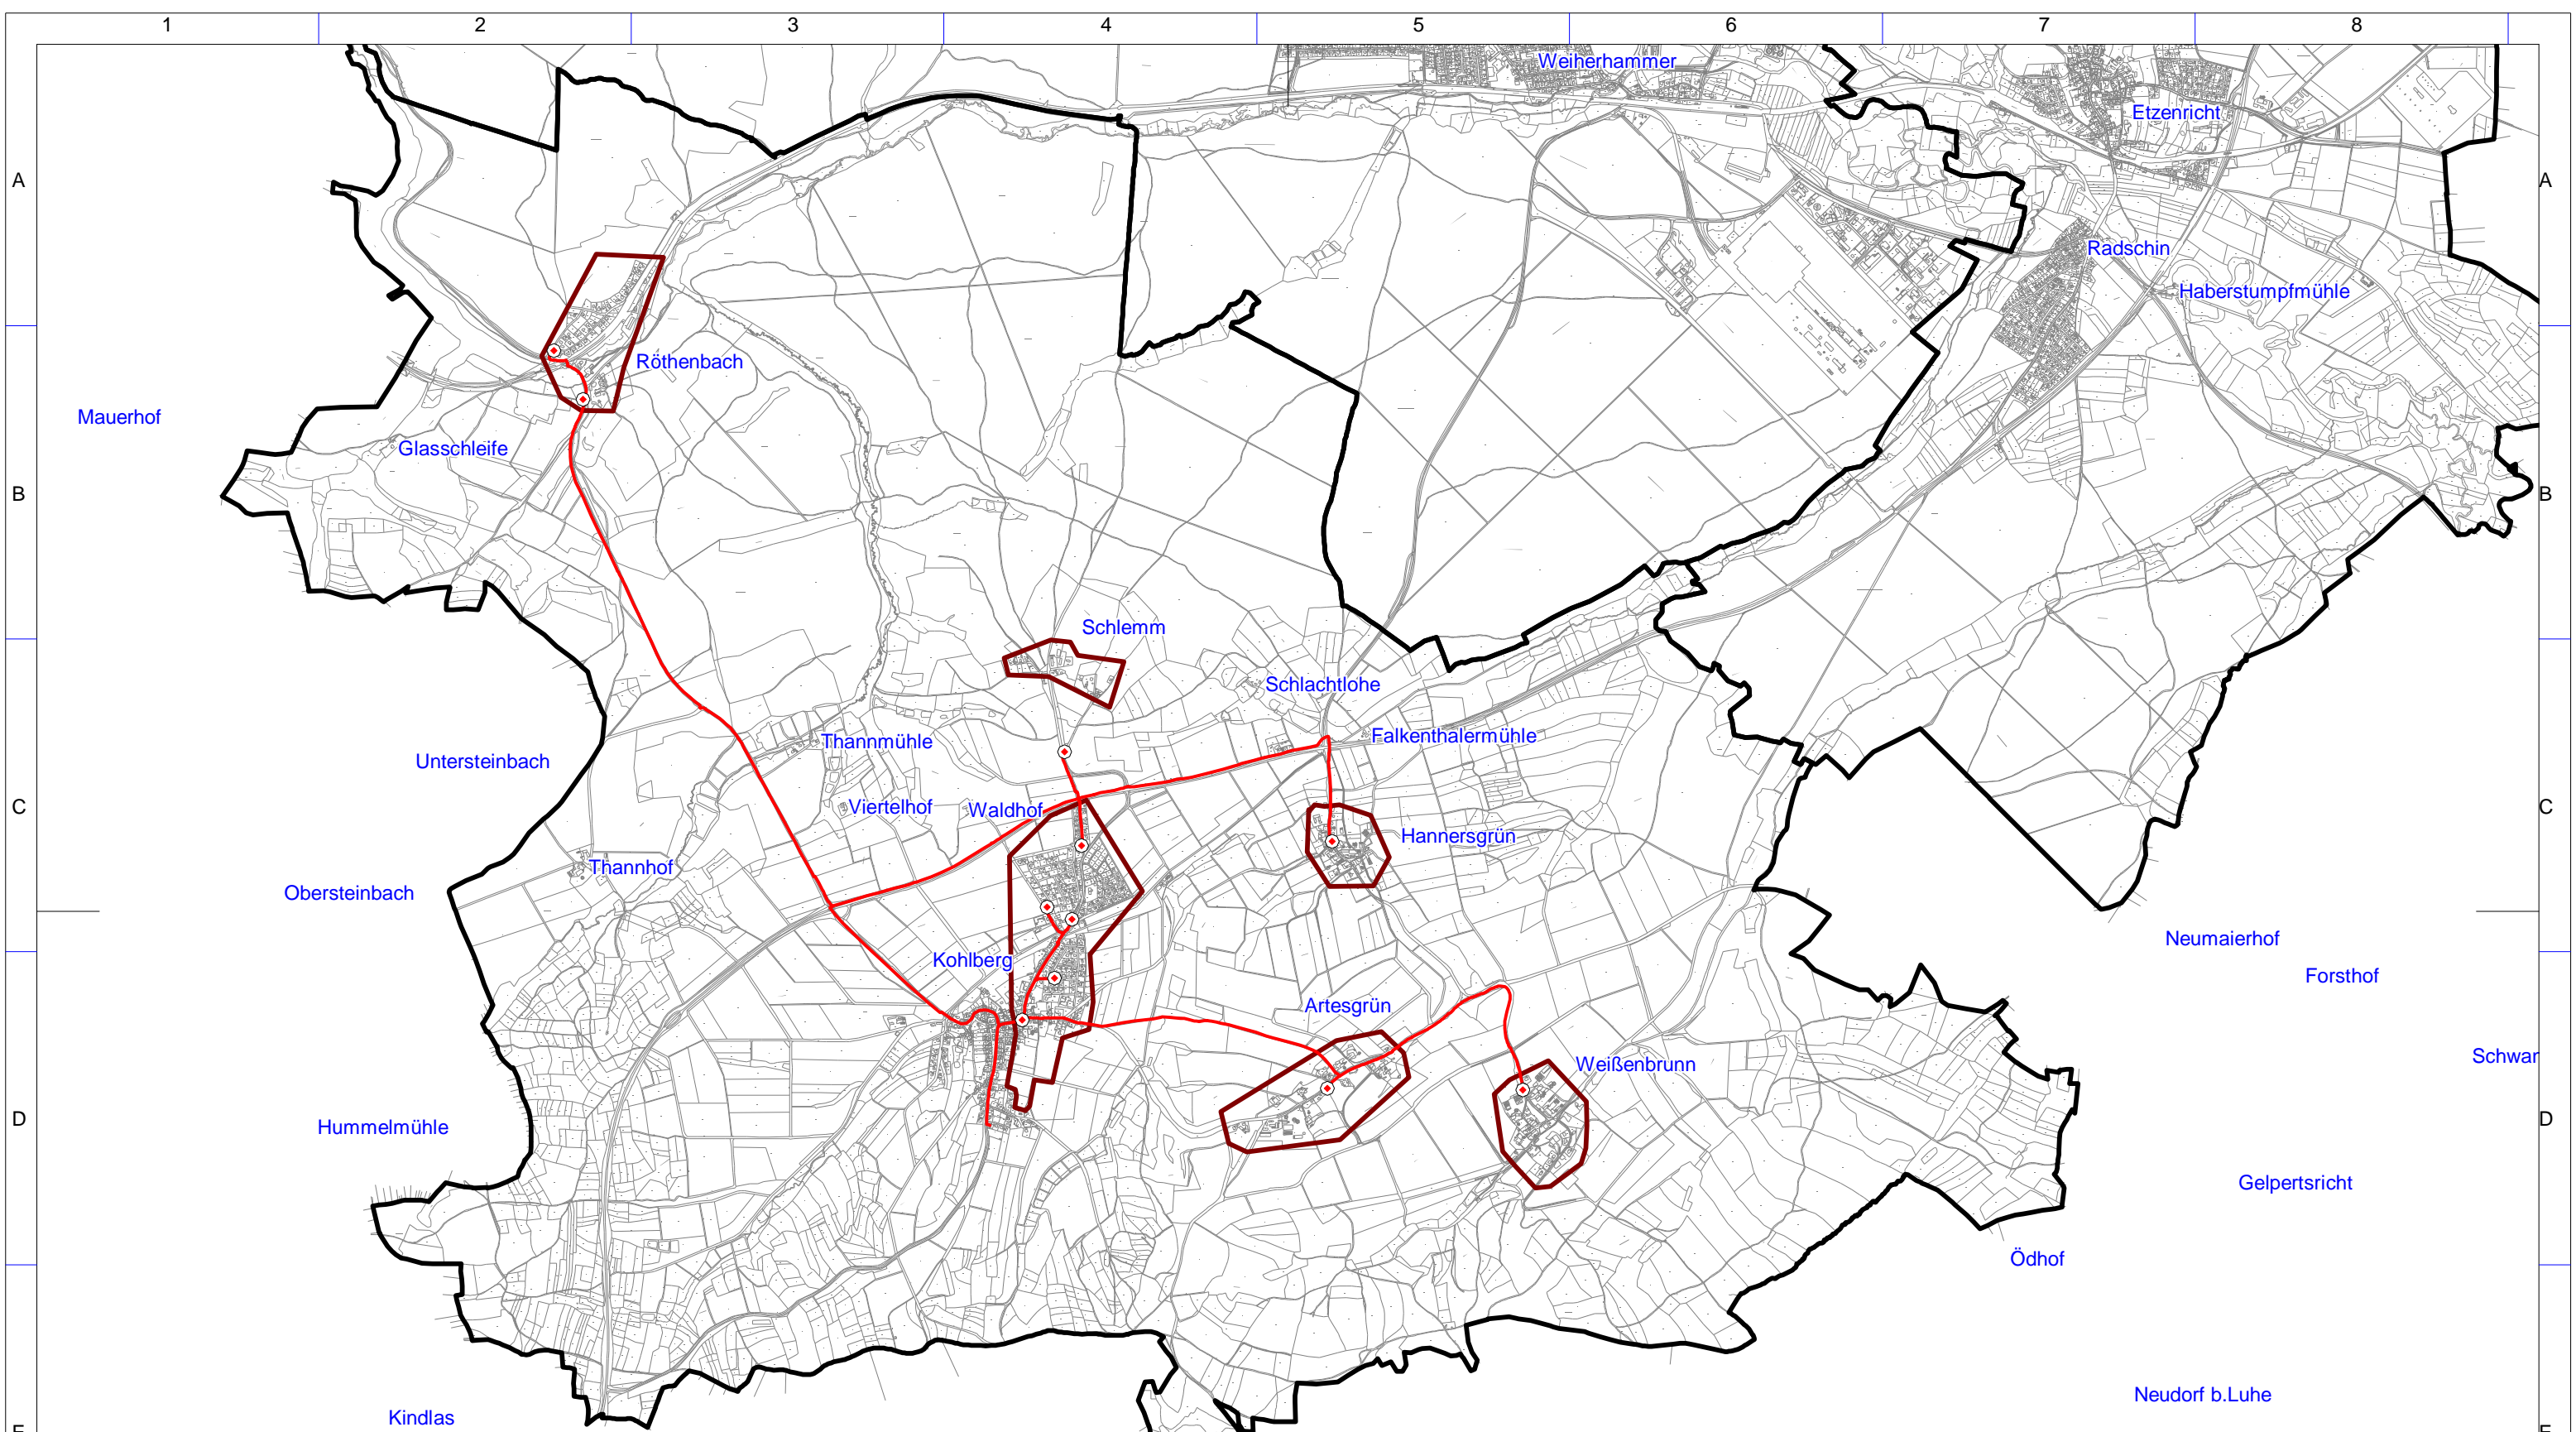 1 2 3 4 5 6 7 8
Weiherhammer
Etzenricht
A A
Radschin
Haberstumpfmühle
Röthenbach
Mauerhof
Glasschleife
B B
Schlemm
Schlachtlohe
Falkenthalermühle
Thannmühle
Untersteinbach
C Viertelhof Waldhof C
Hannersgrün
Thannhof
Obersteinbach
Neumaierhof
Kohlberg
Forsthof
Artesgrün
Schwar
Weißenbrunn
D D
Hummelmühle
Gelpertsricht
Ödhof
Neudorf b.Luhe
Kindlas